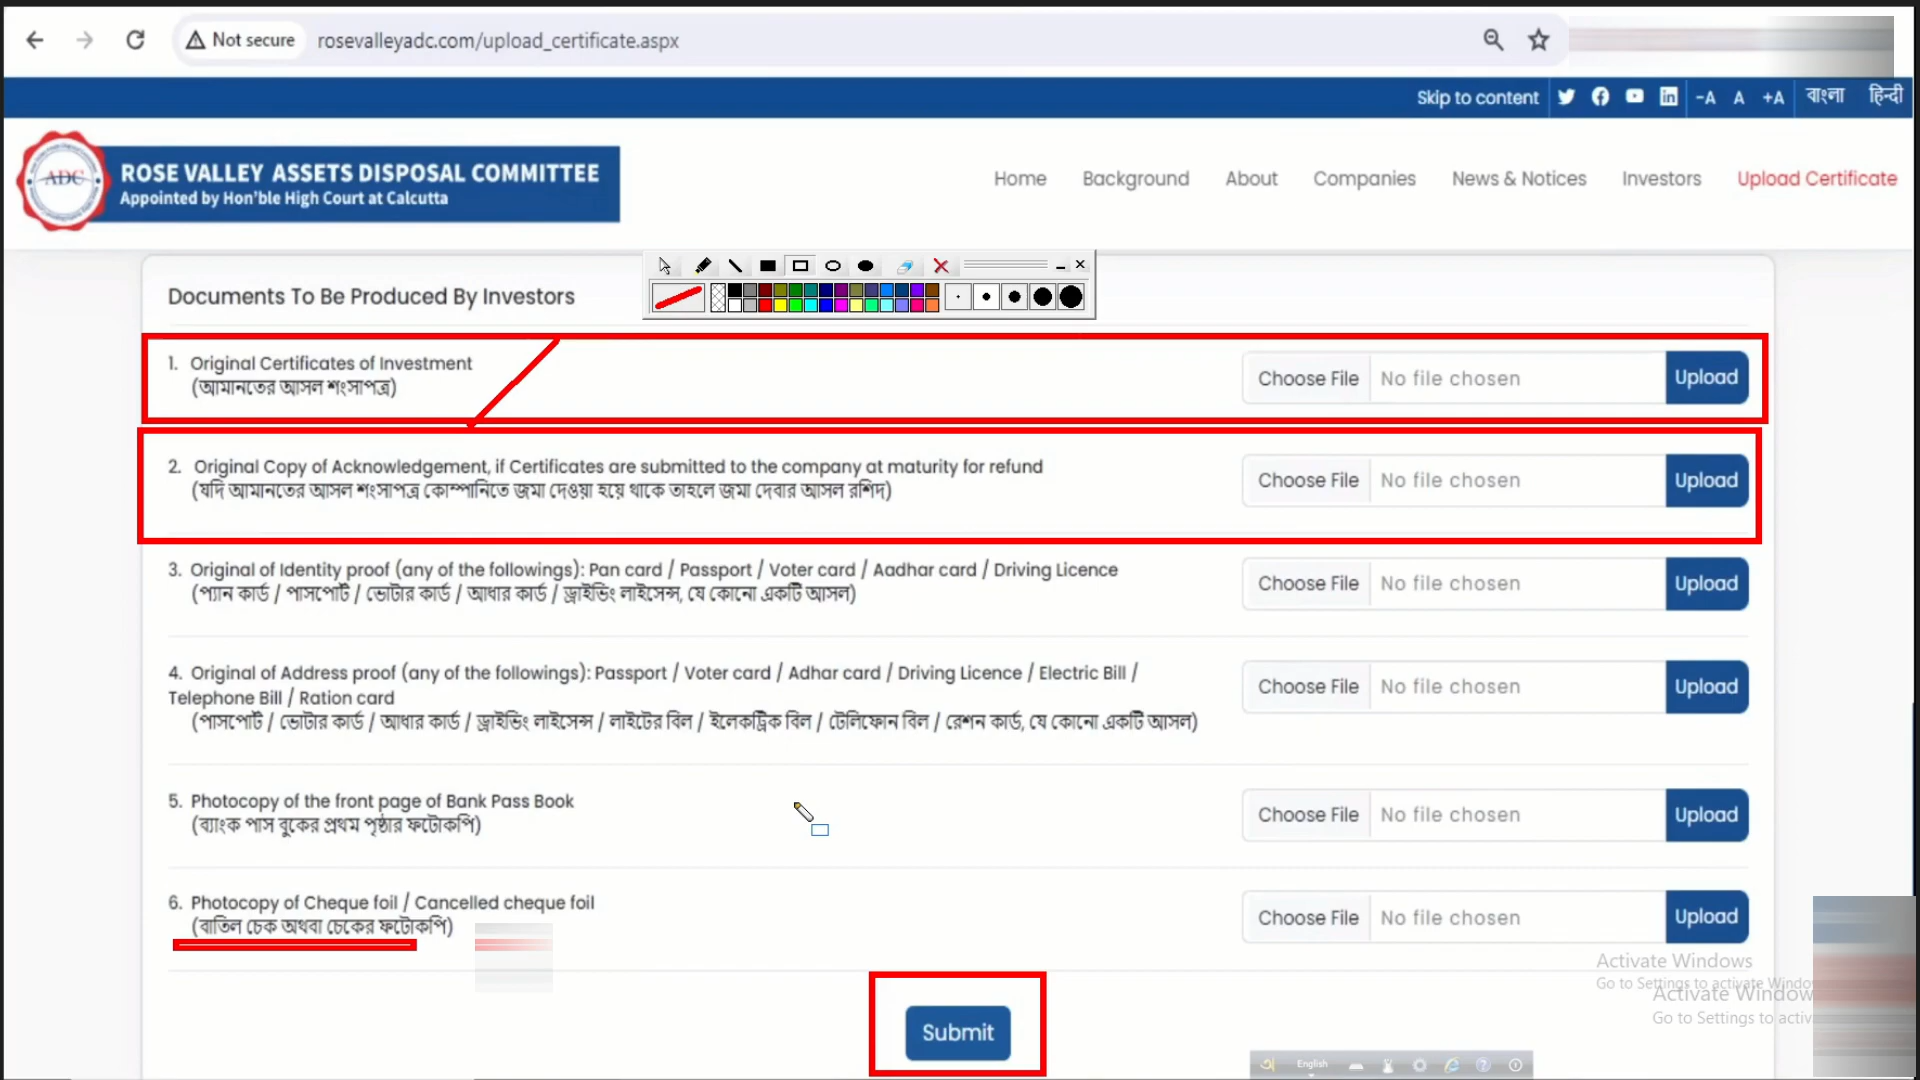 Not secure rosevalleyadc.com/upload_certificate.aspx
Skip to content -A A +A বাংলা हिन्दी
ADC
ROSE VALLEY ASSETS DISPOSAL COMMITTEE
Appointed by Hon'ble High Court at Calcutta
Home Background About Companies News & Notices Investors Upload Certificate
Documents To Be Produced By Investors
1. Original Certificates of Investment
(আমানতের আসল শংসাপত্র)
Choose File No file chosen Upload
2. Original Copy of Acknowledgement, if Certificates are submitted to the company at maturity for refund
(যদি আমানতের আসল শংসাপত্র কোম্পানিতে জমা দেওয়া হয়ে থাকে তাহলে জমা দেবার আসল রশিদ)
Choose File No file chosen Upload
3. Original of Identity proof (any of the followings): Pan card / Passport / Voter card / Aadhar card / Driving Licence
(প্যান কার্ড / পাসপোর্ট / ভোটার কার্ড / আধার কার্ড / ড্রাইভিং লাইসেন্স, যে কোনো একটি আসল)
Choose File No file chosen Upload
4. Original of Address proof (any of the followings): Passport / Voter card / Adhar card / Driving Licence / Electric Bill /
Telephone Bill / Ration card
(পাসপোর্ট / ভোটার কার্ড / আধার কার্ড / ড্রাইভিং লাইসেন্স / লাইটের বিল / ইলেকট্রিক বিল / টেলিফোন বিল / রেশন কার্ড, যে কোনো একটি আসল)
Choose File No file chosen Upload
5. Photocopy of the front page of Bank Pass Book
(ব্যাংক পাস বুকের প্রথম পৃষ্ঠার ফটোকপি)
Choose File No file chosen Upload
6. Photocopy of Cheque foil / Cancelled cheque foil
(বাতিল চেক অথবা চেকের ফটোকপি)
Choose File No file chosen Upload
Activate Windows
Go to Settings to activate
Activate Window
Go to Settings to activ
Submit
English